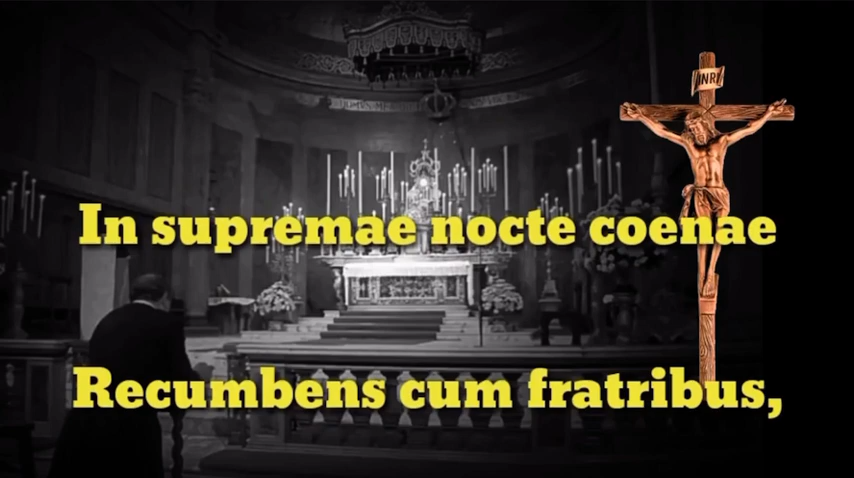 INRI
In supremae nocte coenae
Recumbens cum fratribus,